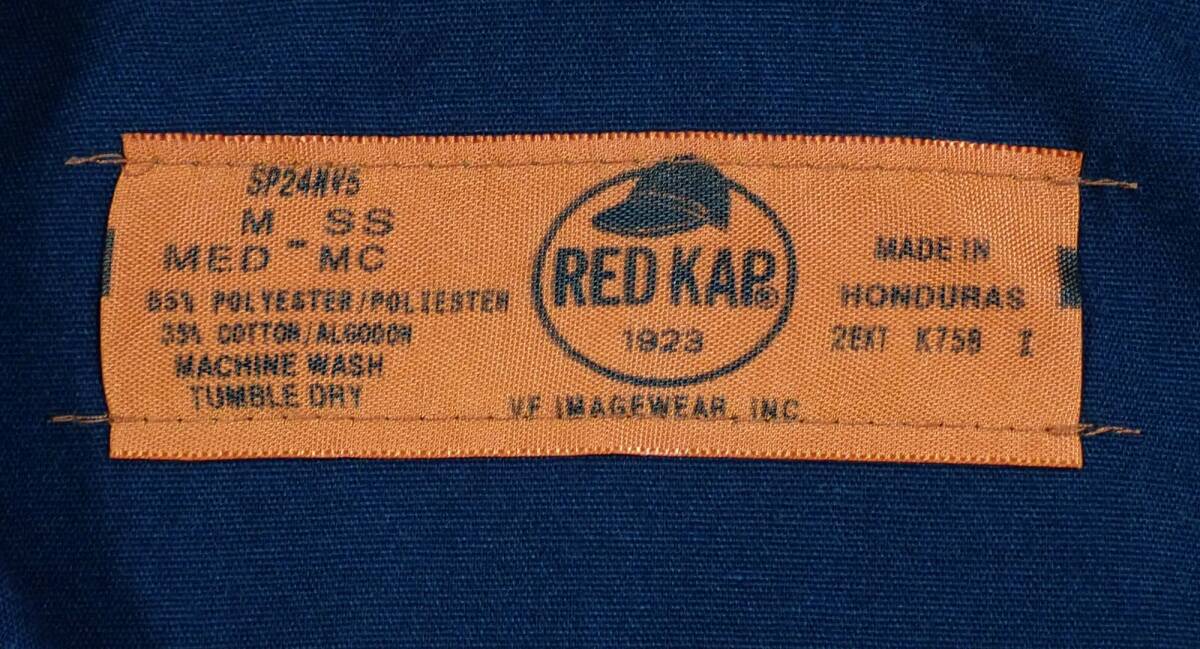 SP24NV5
M - SS
MED - MC
65% POLYESTER/POLIESTER
35% COTTON/ALGODON
MACHINE WASH
TUMBLE DRY
RED KAP®
1923
VF IMAGEWEAR, INC.
MADE IN
HONDURAS
K758